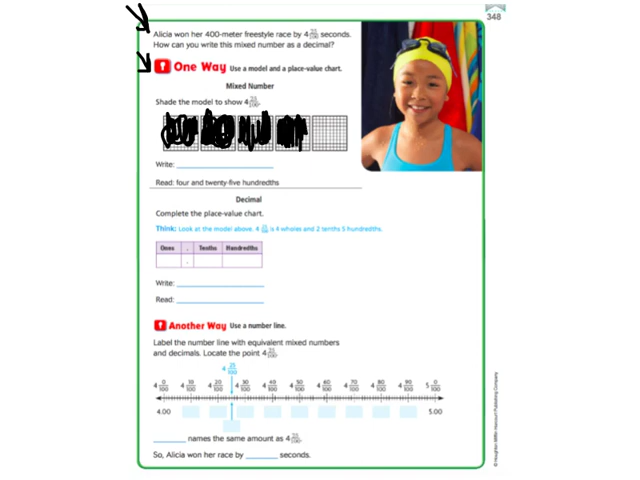 348
Alicia won her 400-meter freestyle race by 4 25/100 seconds.
How can you write this mixed number as a decimal?
One Way Use a model and a place-value chart.
Mixed Number
Shade the model to show 4 25/100.
Write:
Read: four and twenty-five hundredths
Decimal
Complete the place-value chart.
Think: Look at the model above. 4 25/100 is 4 wholes and 2 tenths 5 hundredths.
Ones . Tenths Hundredths
.
Write:
Read:
Another Way Use a number line.
Label the number line with equivalent mixed numbers
and decimals. Locate the point 4 25/100.
4 25/100
4 0/100 4 10/100 4 20/100 4 30/100 4 40/100 4 50/100 4 60/100 4 70/100 4 80/100 4 90/100 5 0/100
4.00 5.00
names the same amount as 4 25/100.
So, Alicia won her race by seconds.
© Houghton Mifflin Harcourt Publishing Company